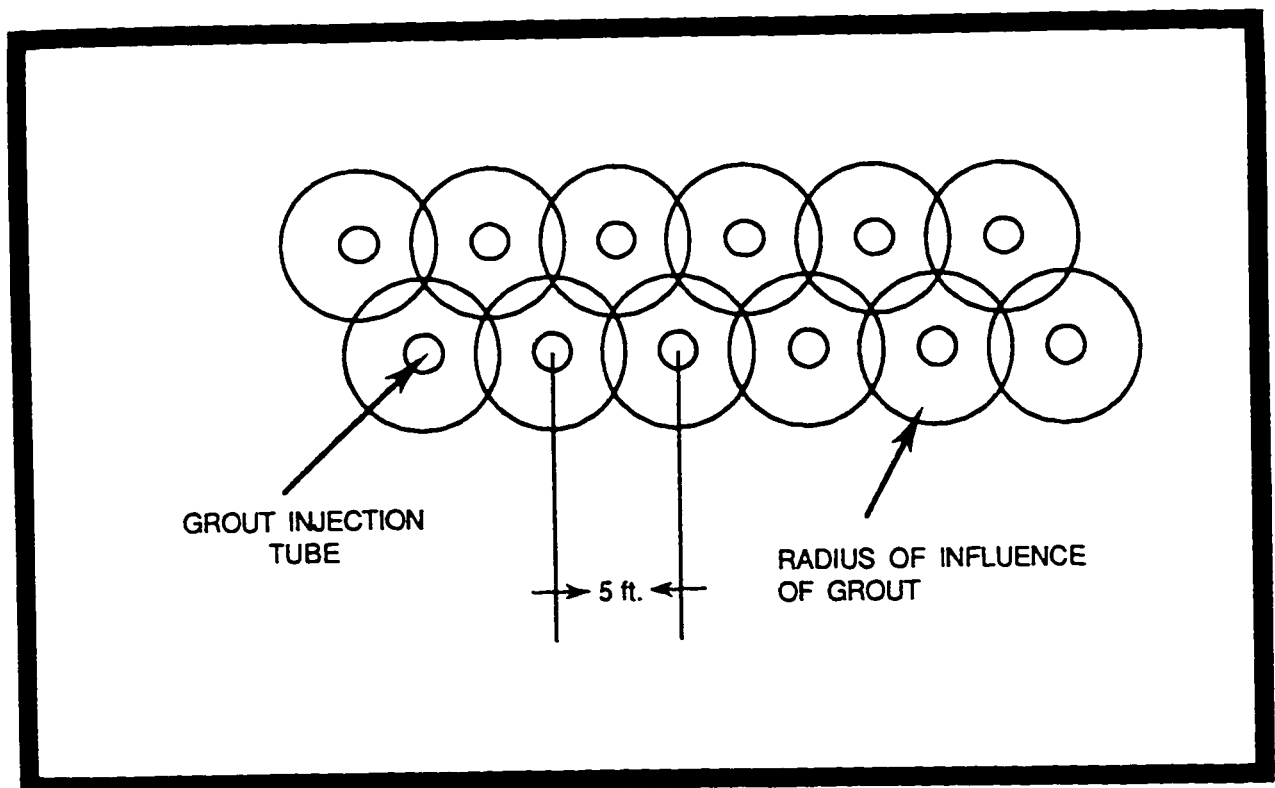 GROUT INJECTION
TUBE
5 ft.
RADIUS OF INFLUENCE
OF GROUT